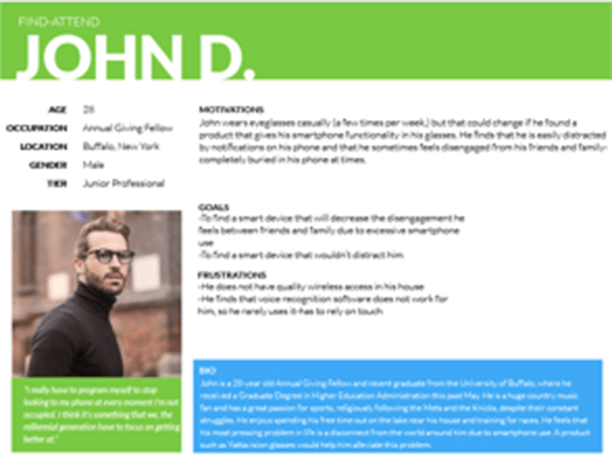 FIND-ATTEND
JOHN D.
AGE 28
OCCUPATION Annual Giving Fellow
LOCATION Buffalo, New York
GENDER Male
TIER Junior Professional
MOTIVATIONS
John wears eyeglasses casually (a few times per week,) but that could change if he found a
product that gives his smartphone functionality in his glasses. He finds that he is easily distracted
by notifications on his phone and that he sometimes feels disengaged from his friends and family-
completely buried in his phone at times.
GOALS
-To find a smart device that will decrease the disengagement he
feels between friends and family due to excessive smartphone
use
-To find a smart device that wouldn't distract him
FRUSTRATIONS
-He does not have quality wireless access in his house
-He finds that voice recognition software does not work for
him, so he rarely uses it-has to rely on touch
"I really have to program myself to stop
looking to my phone at every moment I'm not
occupied. I think it's something that we, the
millennial generation have to focus on getting
better at."
BIO
John is a 28-year old Annual Giving Fellow and recent graduate from the University of Buffalo, where he
received a Graduate Degree in Higher Education Administration this past May. He is a huge country music
fan and has a great passion for sports, religiously following the Mets and the Knicks, despite their constant
struggles. He enjoys spending his free time out on the lake near his house and training for races. He feels that
his most pressing problem in life is a disconnect from the world around him due to smartphone use. A product
such as glasses would help him alleviate this problem.